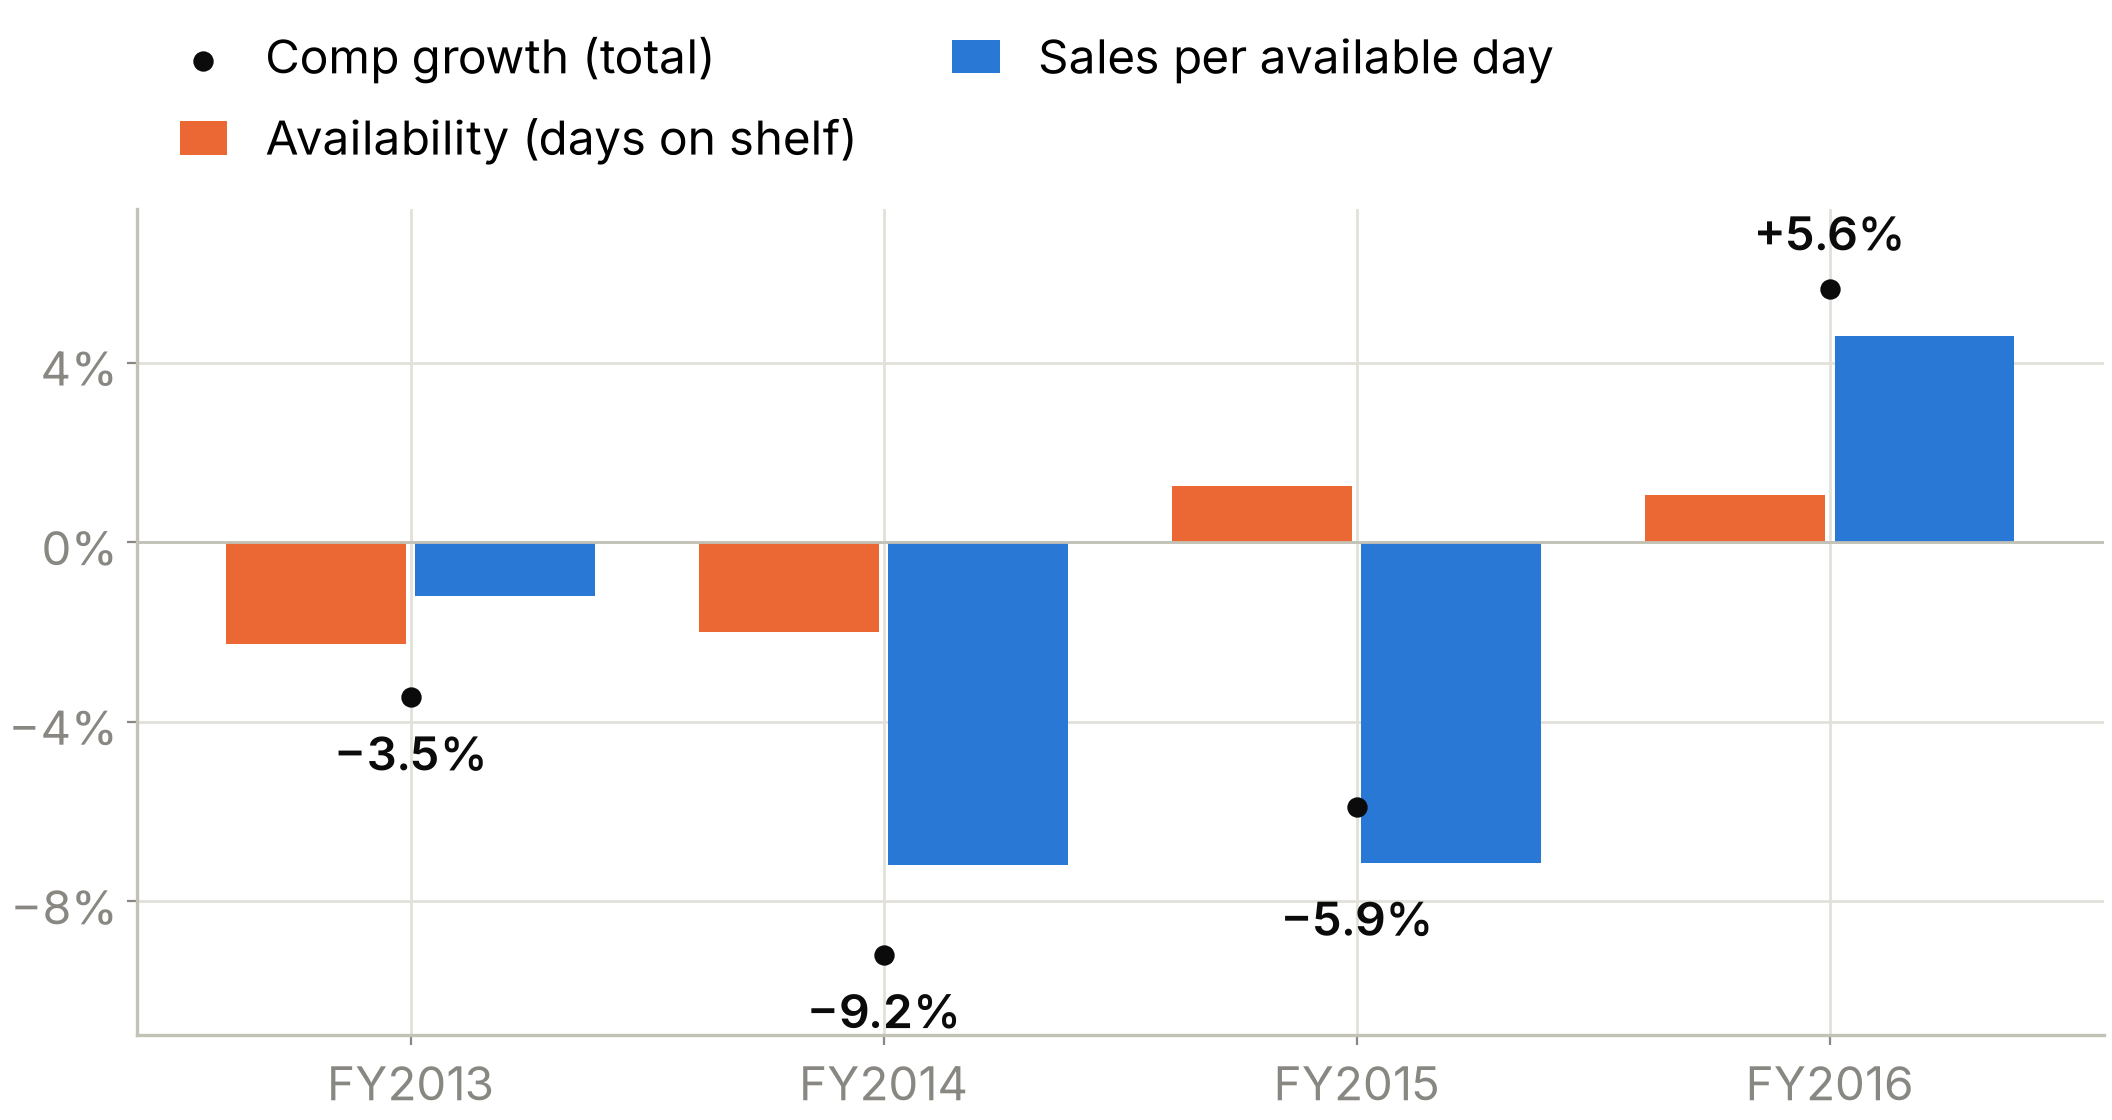 Comp growth (total)
Sales per available day
Availability (days on shelf)
+5.6%
4%
0%
−4%
−3.5%
−8%
−5.9%
−9.2%
FY2013
FY2014
FY2015
FY2016